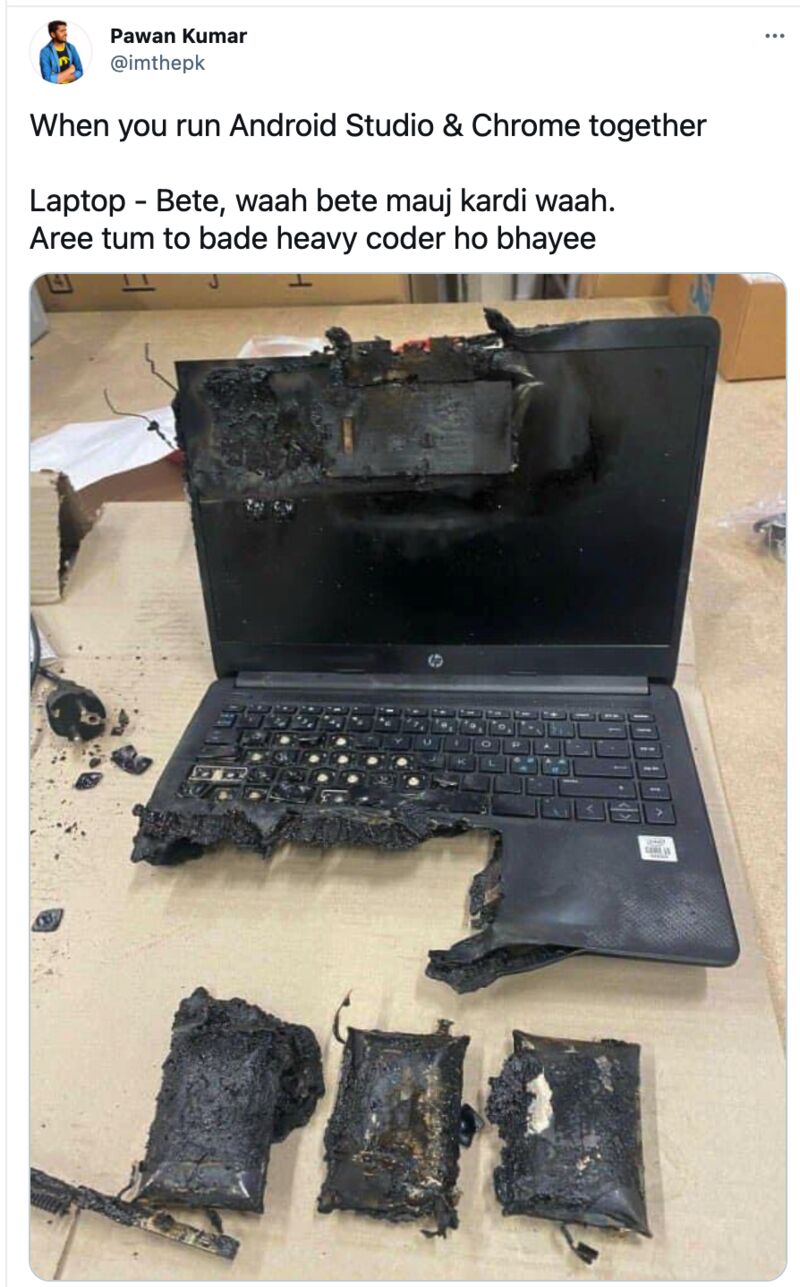 Pawan Kumar
@imthepk
When you run Android Studio & Chrome together
Laptop - Bete, waah bete mauj kardi waah.
Aree tum to bade heavy coder ho bhayee
hp